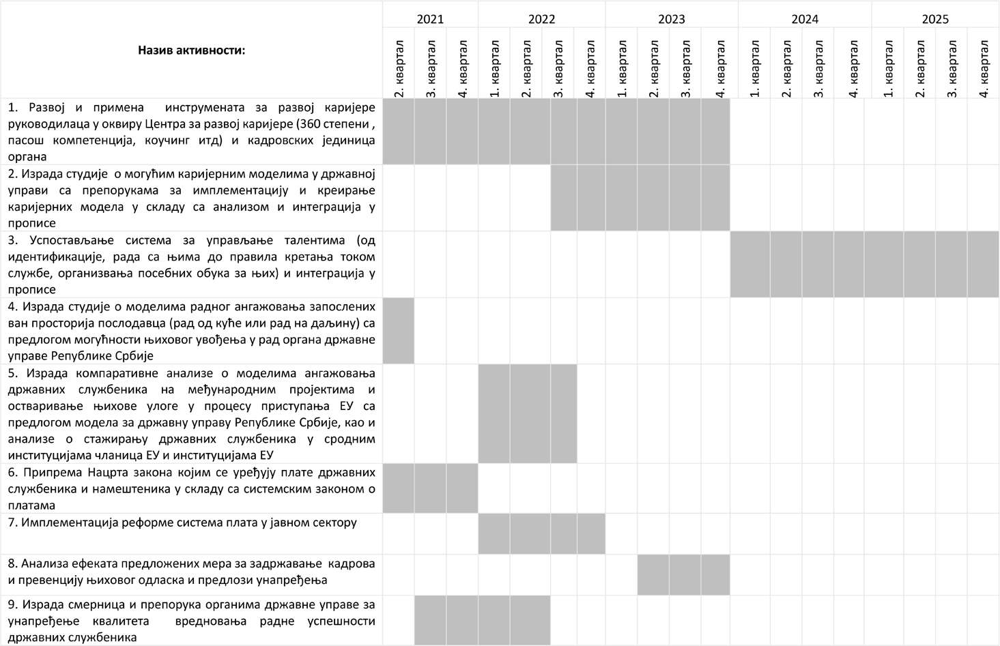 Назив активности:
2021 2022 2023 2024 2025
2. квартал 3. квартал 4. квартал 1. квартал 2. квартал 3. квартал 4. квартал 1. квартал 2. квартал 3. квартал 4. квартал 1. квартал 3. квартал 3. квартал 4. квартал 1. квартал 2. квартал 3. квартал 4. квартал
1. Развој и примена инструмената за развој каријере
руководилаца у оквиру Центра за развој каријере (360 степени ,
пасош компетенција, коучинг итд) и кадровских јединица
органа
2. Израда студије о могућим каријерним моделима у државној
управи са препорукама за имплементацију и креирање
каријерних модела у складу са анализом и интеграција у
прописе
3. Успостављање система за управљање талентима (од
идентификације, рада са њима до правила кретања током
службе, организвања посебних обука за њих) и интеграција у
прописе
4. Израда студије о моделима радног ангажовања запослених
ван просторија послодавца (рад од куће или рад на даљину) са
предлогом могућности њиховог увођења у рад органа државне
управе Републике Србије
5. Израда компаративне анализе о моделима ангажовања
државних службеника на међународним пројектима и
остваривање њихове улоге у процесу приступања ЕУ са
предлогом модела за државну управу Републике Србије, као и
анализе о стажирању државних службеника у сродним
институцијама чланица ЕУ и институцијама ЕУ
6. Припрема Нацрта закона којим се уређују плате државних
службеника и намештеника у складу са системским законом о
платама
7. Имплементација реформе система плата у јавном сектору
8. Анализа ефеката предложених мера за задржавање кадрова
и превенцију њиховог одласка и предлози унапређења
9. Израда смерница и препорука органима државне управе за
унапређење квалитета вредновања радне успешности
државних службеника